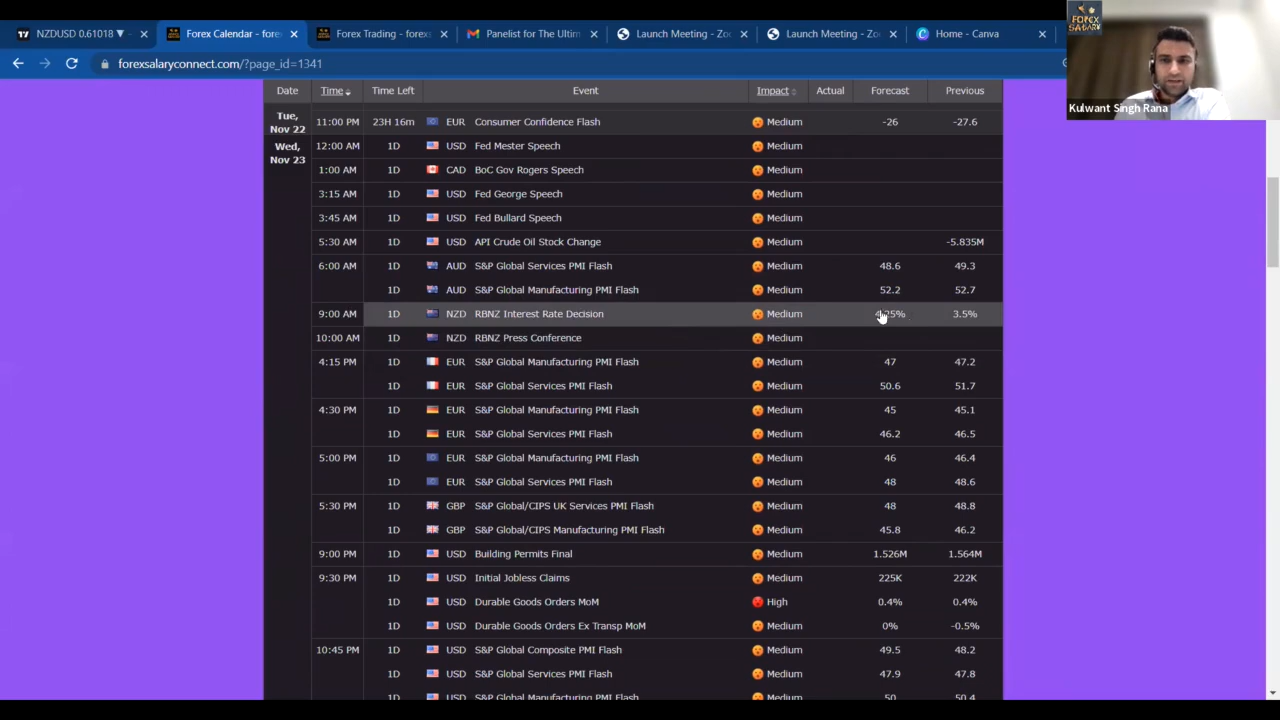 NZDUSD 0.61018 ▼
Forex Calendar - fore
Forex Trading - forex
Panelist for The Ultim
Launch Meeting - Zoo
Launch Meeting - Zoo
Home - Canva
forexsalaryconnect.com/?page_id=1341
FOREX
Kulwant Singh Rana
Date Time Time Left Event Impact Actual Forecast Previous
Tue, Nov 22 11:00 PM 23H 16m EUR Consumer Confidence Flash Medium -26 -27.6
Wed, Nov 23 12:00 AM 1D USD Fed Mester Speech Medium
1:00 AM 1D CAD BoC Gov Rogers Speech Medium
3:15 AM 1D USD Fed George Speech Medium
3:45 AM 1D USD Fed Bullard Speech Medium
5:30 AM 1D USD API Crude Oil Stock Change Medium -5.835M
6:00 AM 1D AUD S&P Global Services PMI Flash Medium 48.6 49.3
1D AUD S&P Global Manufacturing PMI Flash Medium 52.2 52.7
9:00 AM 1D NZD RBNZ Interest Rate Decision Medium 3.5%
10:00 AM 1D NZD RBNZ Press Conference Medium
4:15 PM 1D EUR S&P Global Manufacturing PMI Flash Medium 47 47.2
1D EUR S&P Global Services PMI Flash Medium 50.6 51.7
4:30 PM 1D EUR S&P Global Manufacturing PMI Flash Medium 45 45.1
1D EUR S&P Global Services PMI Flash Medium 46.2 46.5
5:00 PM 1D EUR S&P Global Manufacturing PMI Flash Medium 46 46.4
1D EUR S&P Global Services PMI Flash Medium 48 48.6
5:30 PM 1D GBP S&P Global/CIPS UK Services PMI Flash Medium 48 48.8
1D GBP S&P Global/CIPS Manufacturing PMI Flash Medium 45.8 46.2
9:00 PM 1D USD Building Permits Final Medium 1.526M 1.564M
9:30 PM 1D USD Initial Jobless Claims Medium 225K 222K
1D USD Durable Goods Orders MoM High 0.4% 0.4%
1D USD Durable Goods Orders Ex Transp MoM Medium 0% -0.5%
10:45 PM 1D USD S&P Global Composite PMI Flash Medium 49.5 48.2
1D USD S&P Global Services PMI Flash Medium 47.9 47.8
1D USD S&P Global Manufacturing PMI Flash Medium 50 50.4